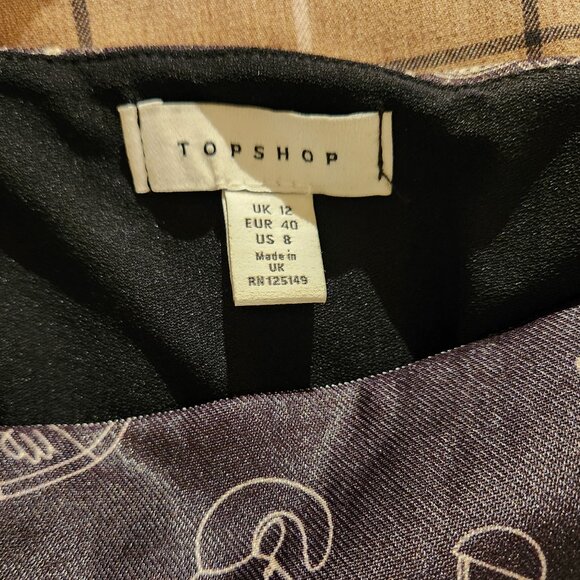 TOPSHOP
UK 12
EUR 40
US 8
Made in
UK
RN125149